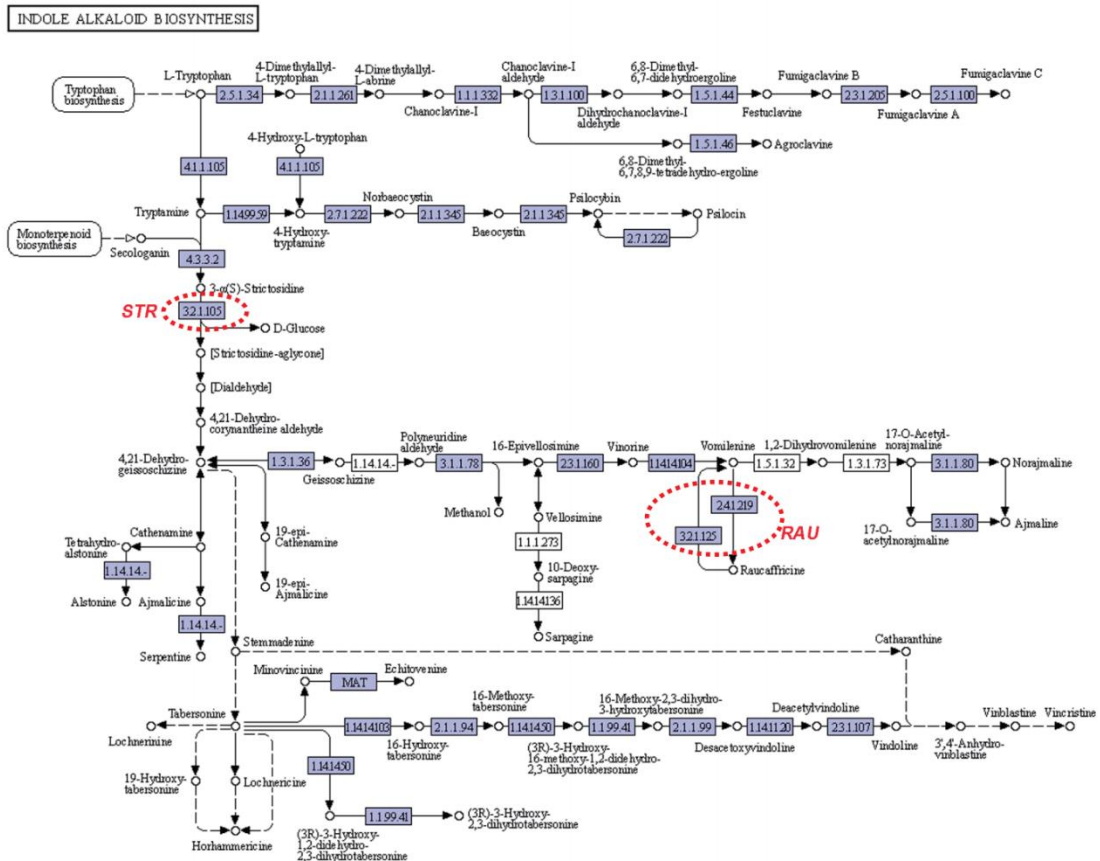 INDOLE ALKALOID BIOSYNTHESIS
Typtophan
biosynthesis
L-Tryptophan
2.5.1.34
4-Dimethylallyl-
L-tryptophan
2.1.1.261
4-Dimethylallyl-
L-abrine
Chanoclavine-I
1.1.1.332
Chanoclavine-I
aldehyde
1.3.1.100
Dihydrochanoclavine-I
aldehyde
6,8-Dimethyl-
6,7-didehydroergoline
1.5.1.44
Festuclavine
Fumigaclavine B
2.3.1.205
Fumigaclavine A
2.5.1.100
Fumigaclavine C
6,8-Dimethyl-
6,7,8,9-tetradehydro-ergoline
1.5.1.46
Agroclavine
4.1.1.105
4-Hydroxy-L-tryptophan
4.1.1.105
Tryptamine
1.14.99.59
4-Hydroxy-
tryptamine
2.7.1.222
Norbaeocystin
2.1.1.345
Baeocystin
2.1.1.345
Psilocybin
Psilocin
2.7.1.222
Monoterpenoid
biosynthesis
Secologanin
4.3.3.2
3-α(S)-Strictosidine
STR
3.2.1.105
D-Glucose
[Strictosidine-aglycone]
[Dialdehyde]
4,21-Dehydro-
corynantheine aldehyde
4,21-Dehydro-
geissoschizine
1.3.1.36
Geissoschizine
1.14.14.-
Polyneuridine
aldehyde
3.1.1.78
Methanol
16-Epivellosimine
2.3.1.160
Vinorine
1.14.14.104
Vomilenine
1.5.1.32
1,2-Dihydrovomilenine
1.3.1.73
17-O-Acetyl-
norajmaline
3.1.1.80
Norajmaline
17-O-
acetylnorajmaline
3.1.1.80
Ajmaline
2.4.1.219
3.2.1.125
RAU
Raucaffricine
Vellosimine
1.1.1.273
10-Deoxy-
sarpagine
1.14.14.136
Sarpagine
Cathenamine
19-epi-
Cathenamine
19-epi-
Ajmalicine
Tetrahydro-
alstonine
1.14.14.-
Alstonine
Ajmalicine
1.14.14.-
Serpentine
Stemmadenine
Catharanthine
Minovincinine
MAT
Echitovenine
Tabersonine
Lochnerinine
1.14.14.103
16-Hydroxy-
tabersonine
2.1.1.94
16-Methoxy-
tabersonine
1.14.14.50
(3R)-3-Hydroxy-
16-methoxy-1,2-didehydro-
2,3-dihydrotabersonine
1.1.99.41
16-Methoxy-2,3-dihydro-
3-hydroxytabersonine
2.1.1.99
Desacetoxyvindoline
1.14.11.20
Deacetylvindoline
2.3.1.107
Vindoline
3',4'-Anhydro-
vinblastine
Vinblastine
Vincristine
19-Hydroxy-
tabersonine
Lochnericine
Horhammericine
1.14.14.50
(3R)-3-Hydroxy-
1,2-didehydro-
2,3-dihydrotabersonine
1.1.99.41
(3R)-3-Hydroxy-
2,3-dihydrotabersonine